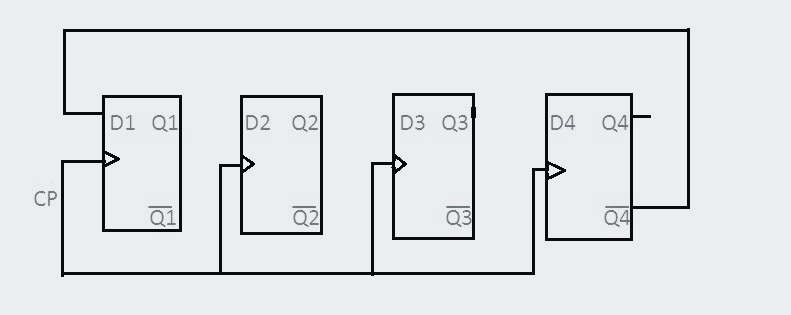 D1 Q1 D2 Q2 D3 Q3 D4 Q4
CP
Q̅1̅ Q̅2̅ Q̅3̅ Q̅4̅